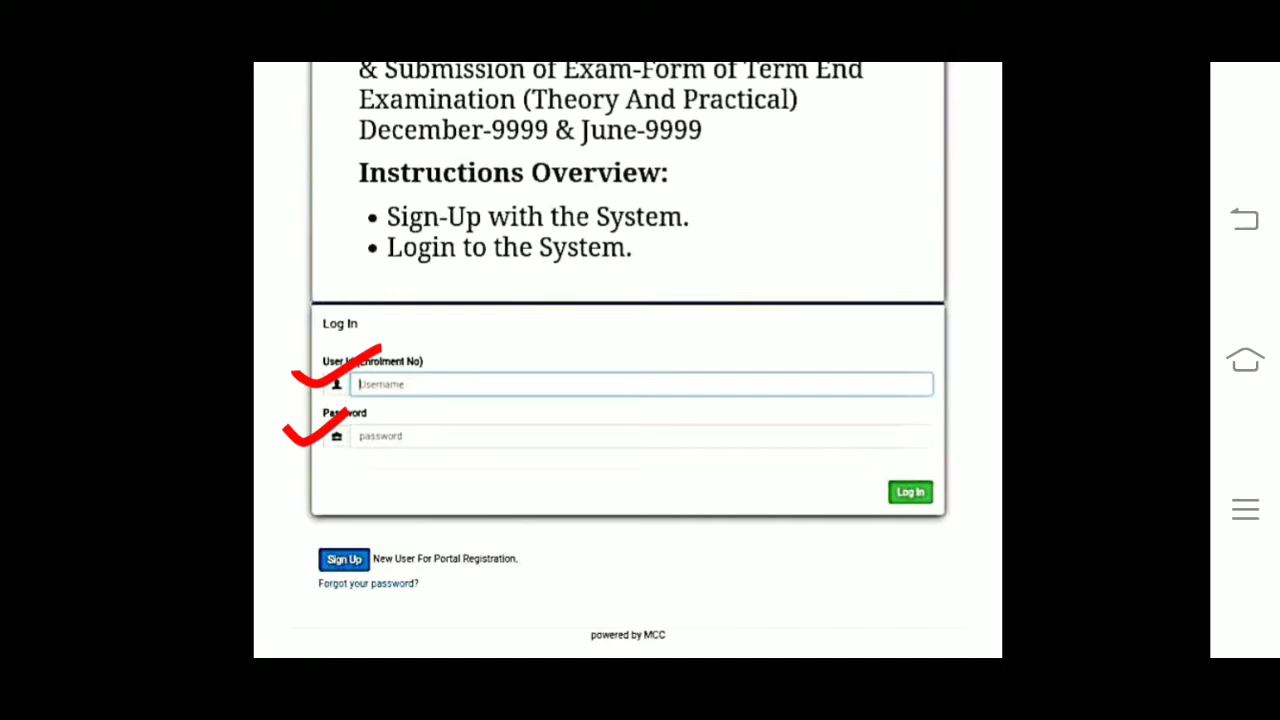 & Submission of Exam-Form of Term End
Examination (Theory And Practical)
December-9999 & June-9999
Instructions Overview:
• Sign-Up with the System.
• Login to the System.
Log In
User Id (Enrolment No)
Username
Password
password
Log In
Sign Up New User For Portal Registration.
Forgot your password?
powered by MCC